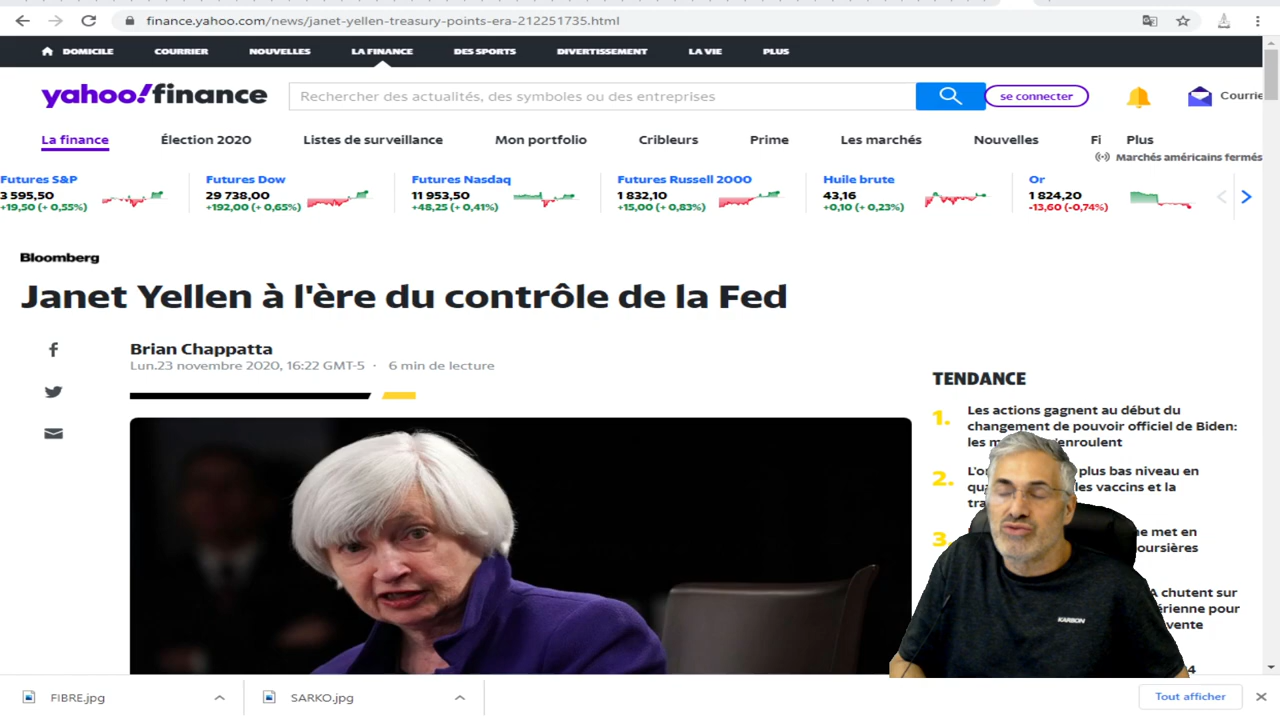 finance.yahoo.com/news/janet-yellen-treasury-points-era-212251735.html
DOMICILE COURRIER NOUVELLES LA FINANCE DES SPORTS DIVERTISSEMENT LA VIE PLUS
yahoo!finance
Rechercher des actualités, des symboles ou des entreprises
se connecter
Courrie
La finance Élection 2020 Listes de surveillance Mon portfolio Cribleurs Prime Les marchés Nouvelles Fi Plus
Marchés américains fermés
Futures S&P Futures Dow Futures Nasdaq Futures Russell 2000 Huile brute Or
3 595,50 29 738,00 11 953,50 1 832,10 43,16 1 824,20
+19,50 (+ 0,55%) +192,00 (+ 0,65%) +48,25 (+ 0,41%) +15,00 (+ 0,83%) +0,10 (+ 0,23%) -13,60 (-0,74%)
Bloomberg
Janet Yellen à l'ère du contrôle de la Fed
Brian Chappatta
Lun.23 novembre 2020, 16:22 GMT-5 · 6 min de lecture
TENDANCE
1. Les actions gagnent au début du
changement de pouvoir officiel de Biden:
les
2. plus bas niveau en
les vaccins et la
3. met en
chutent sur
pour
KARBON
FIBRE.jpg
SARKO.jpg
Tout afficher